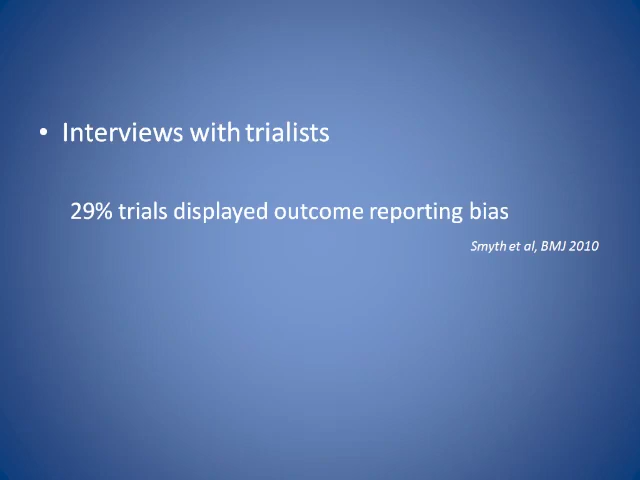 • Interviews with trialists
29% trials displayed outcome reporting bias
Smyth et al, BMJ 2010